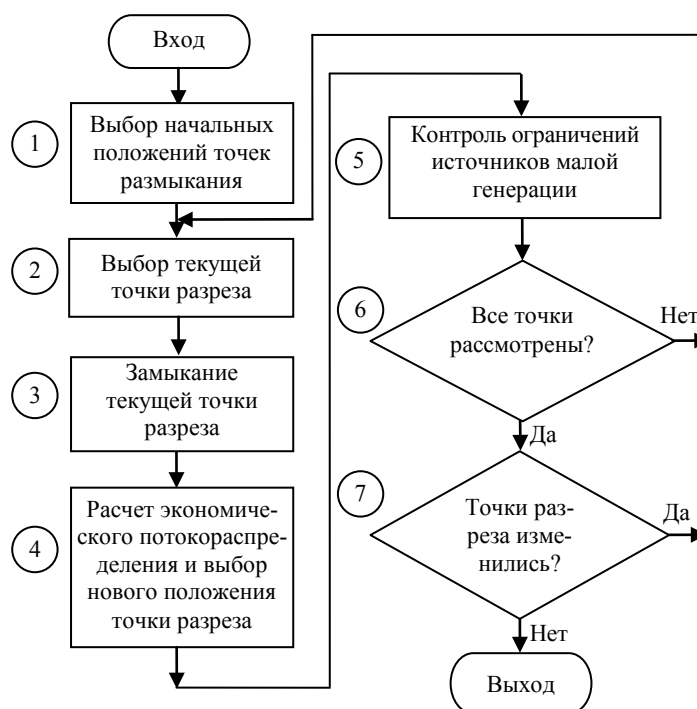 Вход
1
Выбор начальных
положений точек
размыкания
2
Выбор текущей
точки разреза
3
Замыкание
текущей точки
разреза
4
Расчет экономиче-
ского потокораспре-
деления и выбор
нового положения
точки разреза
5
Контроль ограничений
источников малой
генерации
6
Все точки
рассмотрены?
Нет
Да
7
Точки раз-
реза изме-
нились?
Да
Нет
Выход